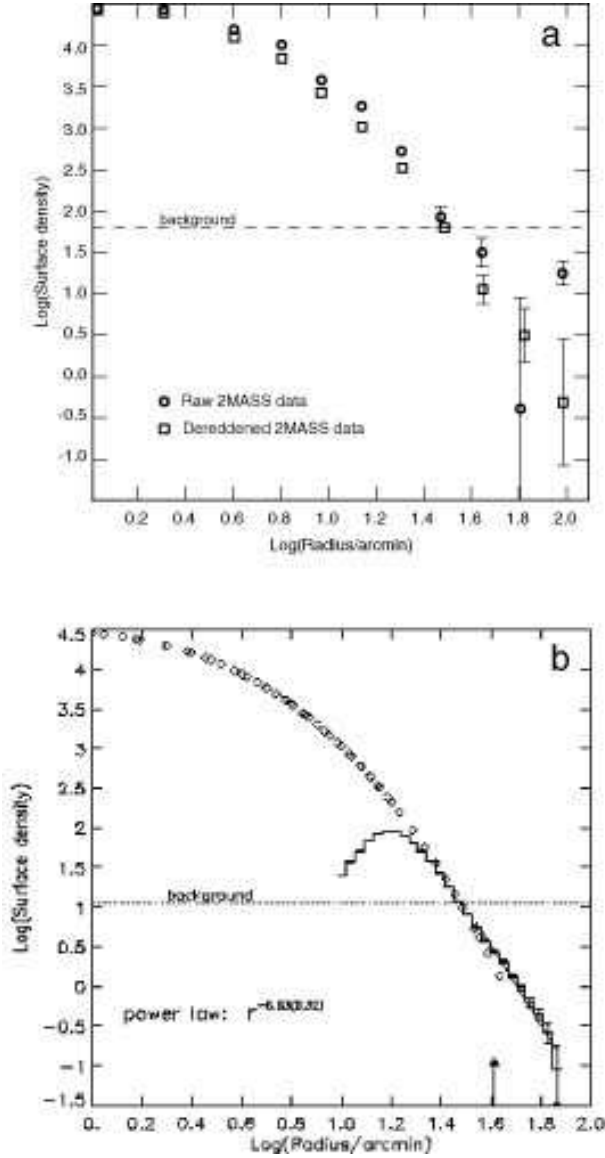 a
4.0
3.5
3.0
2.5
2.0
background
1.5
1.0
0.5
0.0
-0.5
-1.0
Log(Surface density)
Raw 2MASS data
Dereddened 2MASS data
0.2 0.4 0.6 0.8 1.0 1.2 1.4 1.6 1.8 2.0
Log(Radius/arcmin)
b
4.5
4
3.5
3
2.5
2
1.5
background
1
0.5
0
-0.5
-1
-1.5
Log[Surface density)
power law: r
0. 0.2 0.4 0.6 0.8 1.0 1.2 1.4 1.6 1.8 2.0
Log(Radius/arcmin)